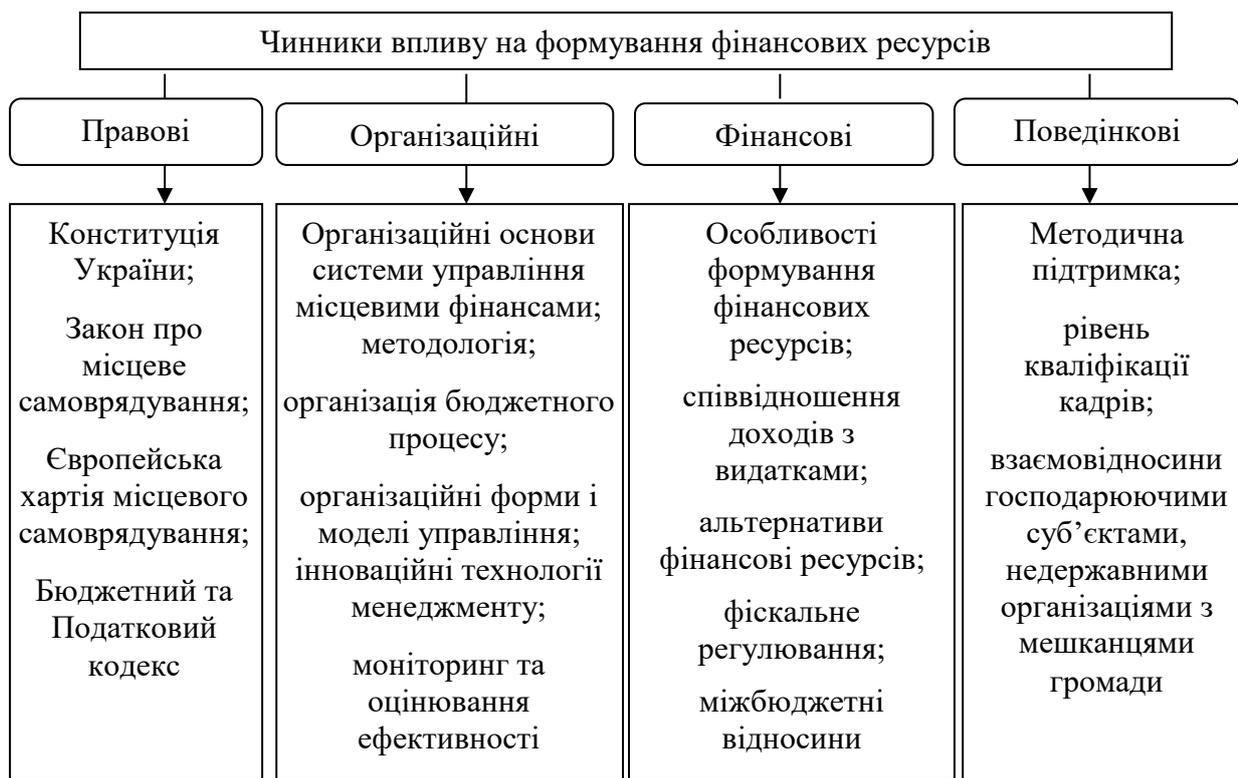 Чинники впливу на формування фінансових ресурсів
Правові
Організаційні
Фінансові
Поведінкові
Конституція
України;
Закон про
місцеве
самоврядування;
Європейська
хартія місцевого
самоврядування;
Бюджетний та
Податковий
кодекс
Організаційні основи
системи управління
місцевими фінансами;
методологія;
організація бюджетного
процесу;
організаційні форми і
моделі управління;
інноваційні технології
менеджменту;
моніторинг та
оцінювання
ефективності
Особливості
формування
фінансових
ресурсів;
співвідношення
доходів з
видатками;
альтернативи
фінансові ресурсів;
фіскальне
регулювання;
міжбюджетні
відносини
Методична
підтримка;
рівень
кваліфікації
кадрів;
взаємовідносини
господарюючими
суб’єктами,
недержавними
організаціями з
мешканцями
громади